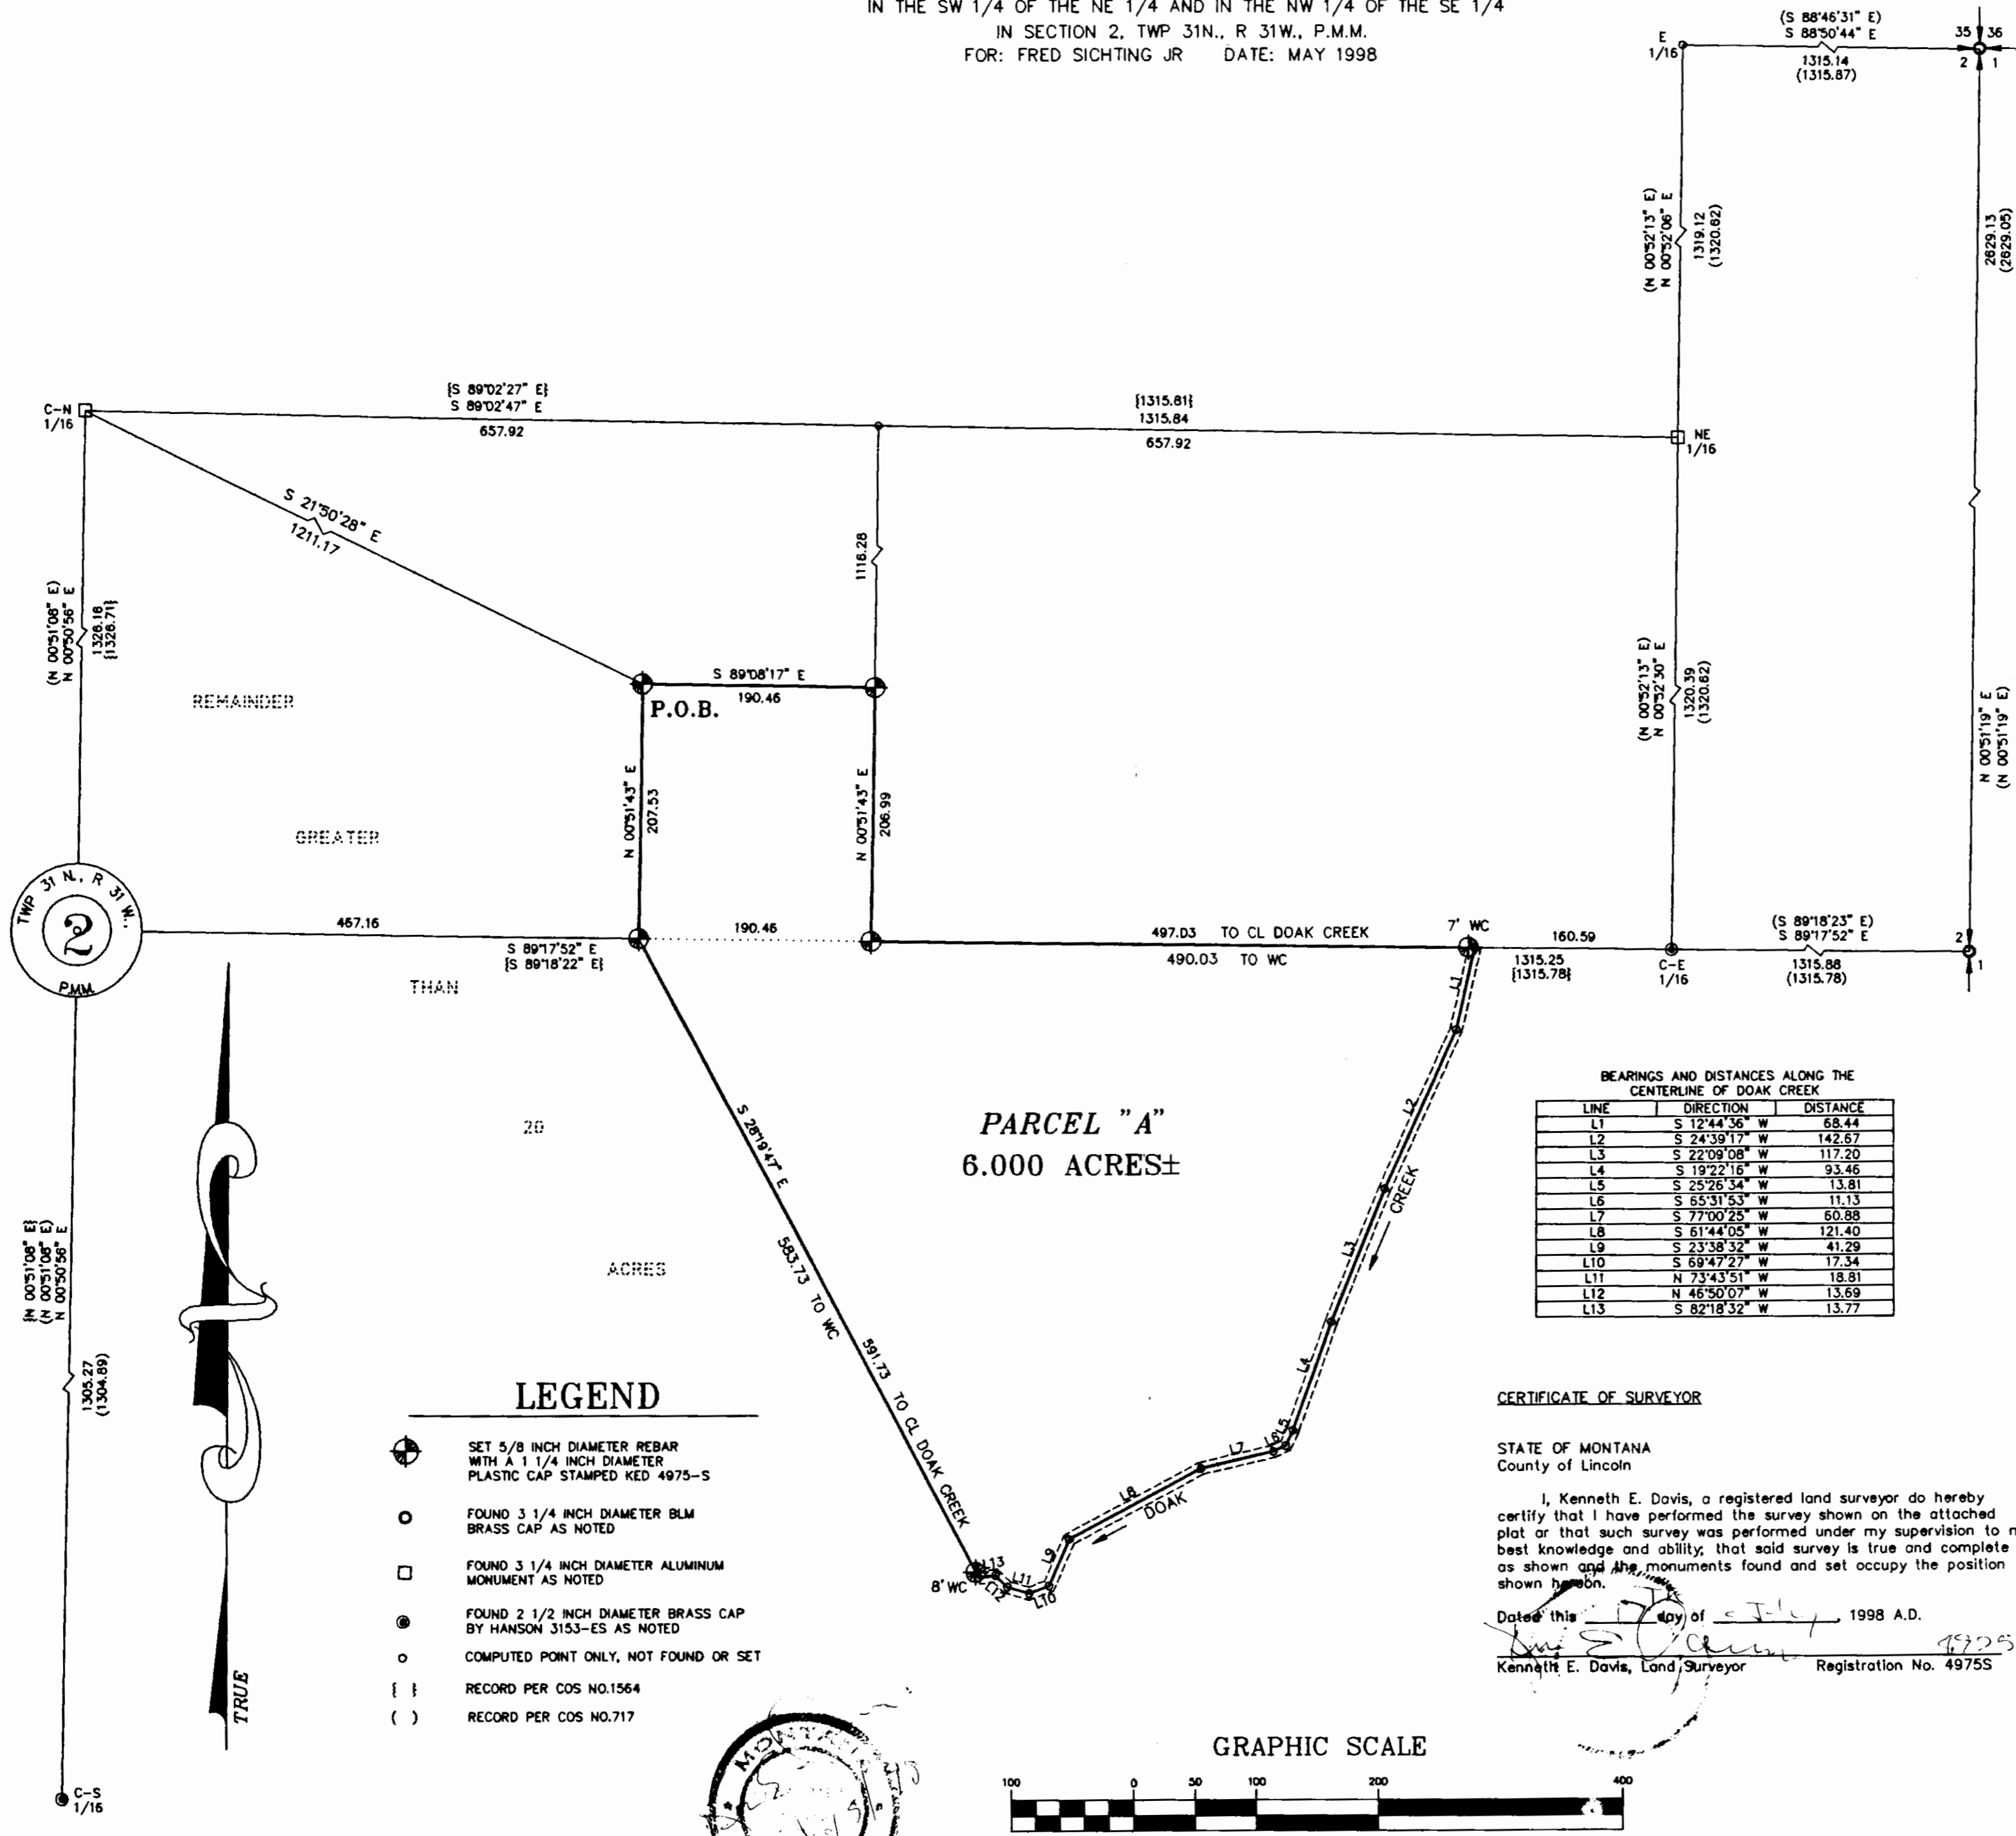 IN THE SW 1/4 OF THE NE 1/4 AND IN THE NW 1/4 OF THE SE 1/4
IN SECTION 2, TWP 31N., R 31W., P.M.M.
FOR: FRED SICHTING JR DATE: MAY 1998
(S 88°46'31" E)
S 88°50'44" E
1315.14
(1315.87)
E
1/16
35 36
2 1
(N 00°52'13" E)
N 00°52'06" E
1319.12
(1320.62)
2629.13
(2629.05)
N 00°51'19" E
(N 00°51'19" E)
C-N
1/16
{S 89°02'27" E}
S 89°02'47" E
657.92
{1315.81}
1315.84
657.92
NE
1/16
S 21°50'28" E
1211.17
1116.28
(N 00°51'08" E)
N 00°50'56" E
1326.16
{1326.71}
(N 00°52'13" E)
N 00°52'30" E
1320.39
(1320.62)
S 89°08'17" E
190.46
P.O.B.
N 00°51'43" E
207.53
N 00°51'43" E
206.99
REMAINDER
GREATER
THAN
20
ACRES
TWP 31 N., R 31 W.,
2
P.M.M.
467.16
S 89°17'52" E
{S 89°18'22" E}
190.46
497.03 TO CL DOAK CREEK
490.03 TO WC
7' WC
160.59
1315.25
{1315.78}
C-E
1/16
(S 89°18'23" E)
S 89°17'52" E
1315.88
(1315.78)
2
1
L1
L2
CREEK
L3
L4
L5
L6
L7
L8
DOAK
L9
L10
L11
L12
L13
8' WC
S 28°19'47" E
583.73 TO WC
591.73 TO CL DOAK CREEK
PARCEL "A"
6.000 ACRES±
{N 00°51'08" E}
(N 00°51'08" E)
N 00°50'56" E
1305.27
(1304.89)
C-S
1/16
TRUE
BEARINGS AND DISTANCES ALONG THE
CENTERLINE OF DOAK CREEK
LINE DIRECTION DISTANCE
L1 S 12°44'36" W 68.44
L2 S 24°39'17" W 142.67
L3 S 22°09'08" W 117.20
L4 S 19°22'16" W 93.46
L5 S 25°26'34" W 13.81
L6 S 65°31'53" W 11.13
L7 S 77°00'25" W 60.88
L8 S 61°44'05" W 121.40
L9 S 23°38'32" W 41.29
L10 S 69°47'27" W 17.34
L11 N 73°43'51" W 18.81
L12 N 46°50'07" W 13.69
L13 S 82°18'32" W 13.77
LEGEND
SET 5/8 INCH DIAMETER REBAR
WITH A 1 1/4 INCH DIAMETER
PLASTIC CAP STAMPED KED 4975-S
FOUND 3 1/4 INCH DIAMETER BLM
BRASS CAP AS NOTED
FOUND 3 1/4 INCH DIAMETER ALUMINUM
MONUMENT AS NOTED
FOUND 2 1/2 INCH DIAMETER BRASS CAP
BY HANSON 3153-ES AS NOTED
COMPUTED POINT ONLY, NOT FOUND OR SET
{ } RECORD PER COS NO.1564
( ) RECORD PER COS NO.717
CERTIFICATE OF SURVEYOR
STATE OF MONTANA
County of Lincoln
I, Kenneth E. Davis, a registered land surveyor do hereby
certify that I have performed the survey shown on the attached
plat or that such survey was performed under my supervision to m
best knowledge and ability; that said survey is true and complete
as shown and the monuments found and set occupy the position
shown hereon.
Dated this 17 day of July, 1998 A.D.
4975
Kenneth E. Davis, Land Surveyor Registration No. 4975S
MONTANA
GRAPHIC SCALE
100 0 50 100 200 400